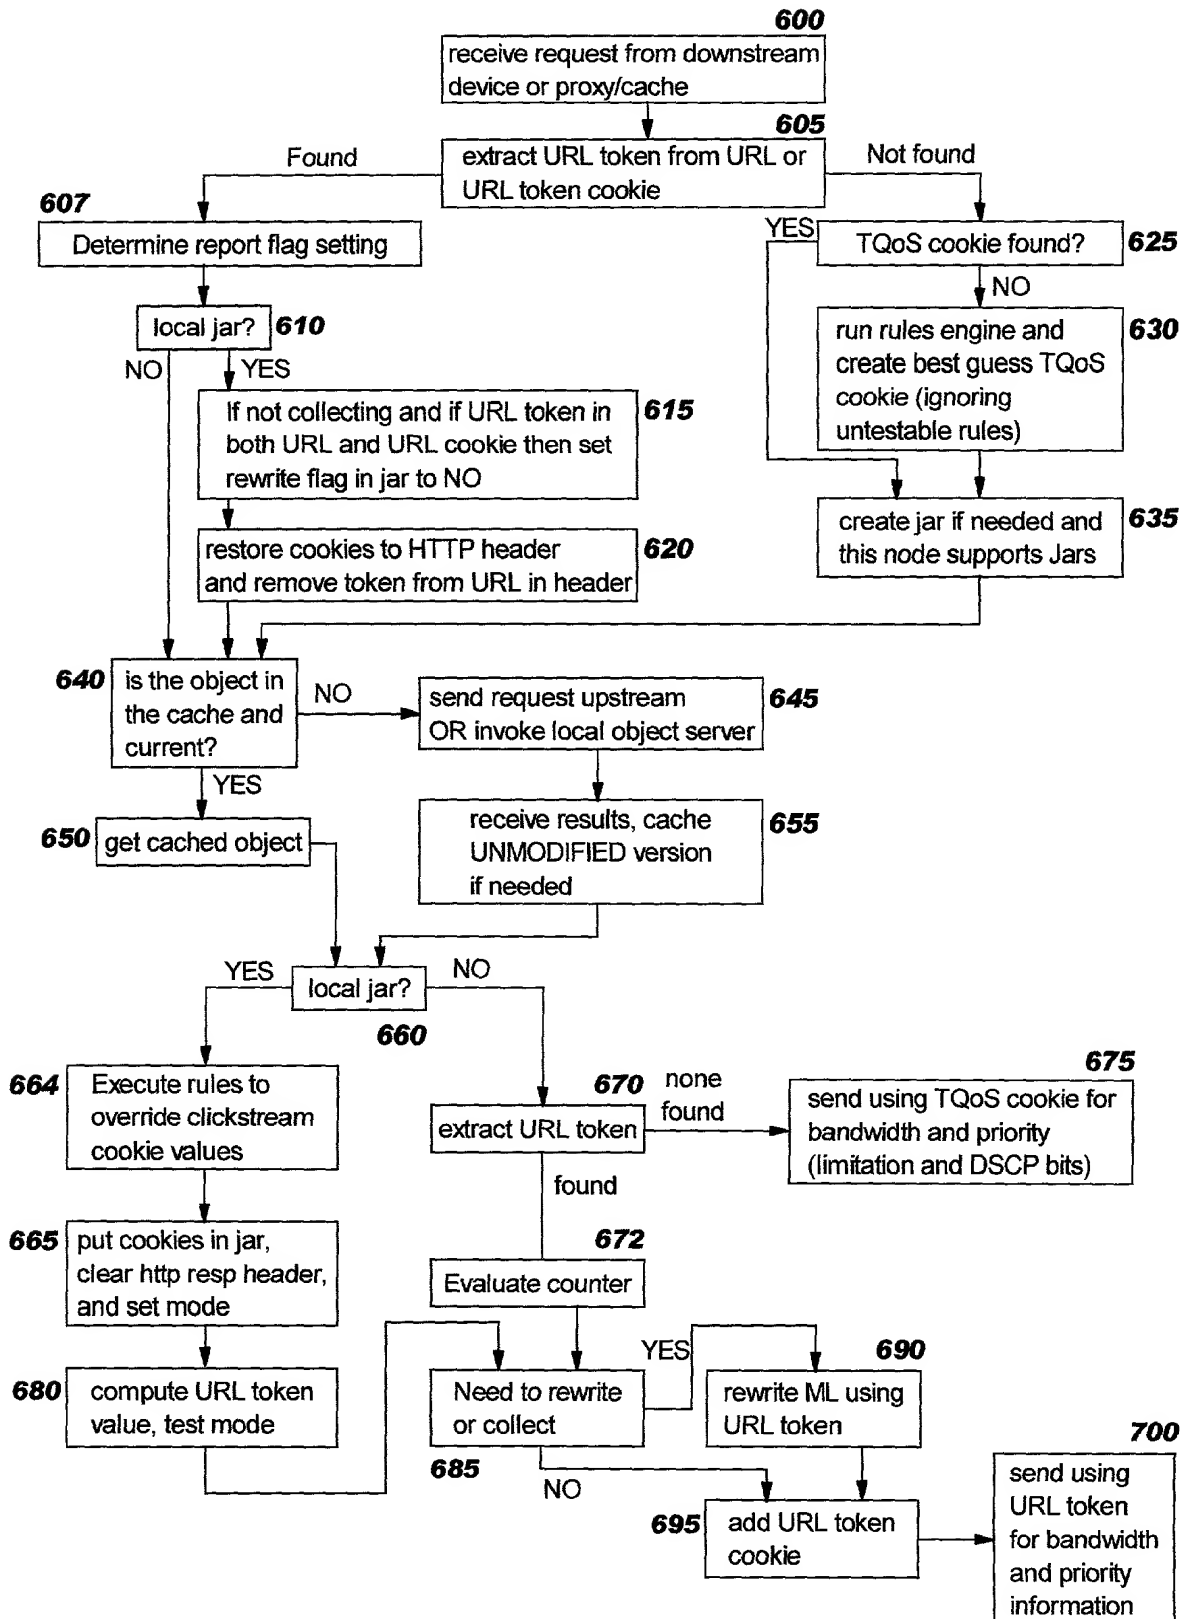 600
receive request from downstream
device or proxy/cache
605
extract URL token from URL or
URL token cookie
Found
Not found
607
Determine report flag setting
YES
TQoS cookie found?
625
NO
local jar?
610
NO
YES
run rules engine and
create best guess TQoS
cookie (ignoring
untestable rules)
630
If not collecting and if URL token in
both URL and URL cookie then set
rewrite flag in jar to NO
615
create jar if needed and
this node supports Jars
635
restore cookies to HTTP header
and remove token from URL in header
620
640
is the object in
the cache and
current?
NO
send request upstream
OR invoke local object server
645
YES
650
get cached object
receive results, cache
UNMODIFIED version
if needed
655
YES
local jar?
NO
660
664
Execute rules to
override clickstream
cookie values
670
extract URL token
none
found
675
send using TQoS cookie for
bandwidth and priority
(limitation and DSCP bits)
found
665
put cookies in jar,
clear http resp header,
and set mode
672
Evaluate counter
680
compute URL token
value, test mode
Need to rewrite
or collect
685
YES
NO
690
rewrite ML using
URL token
695
add URL token
cookie
700
send using
URL token
for bandwidth
and priority
information